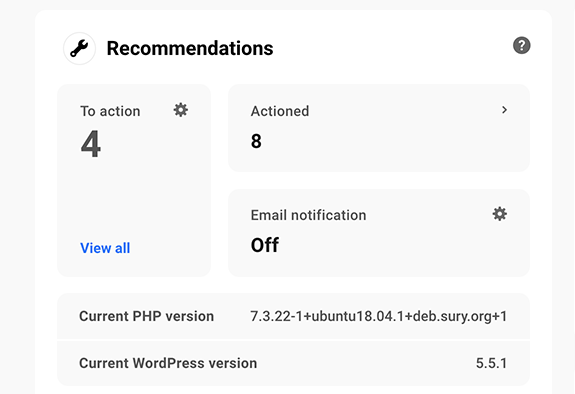 Recommendations
?
To action
4
View all
Actioned
8
Email notification
Off
Current PHP version 7.3.22-1+ubuntu18.04.1+deb.sury.org+1
Current WordPress version 5.5.1